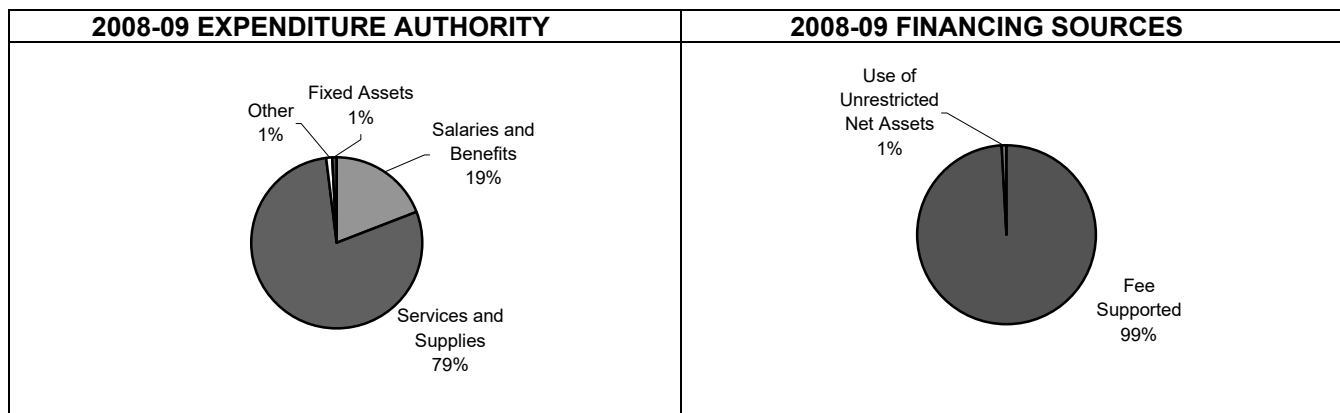 2008-09 EXPENDITURE AUTHORITY
Other
1%
Fixed Assets
1%
Salaries and
Benefits
19%
Services and
Supplies
79%
2008-09 FINANCING SOURCES
Use of
Unrestricted
Net Assets
1%
Fee
Supported
99%